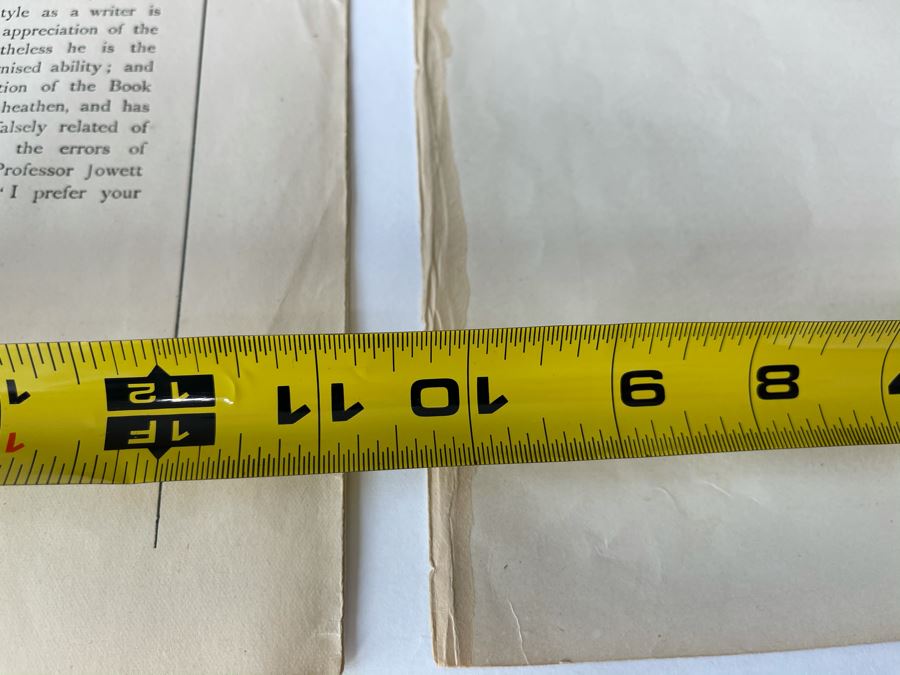 tyle as a writer is
appreciation of the
theless he is the
nised ability; and
tion of the Book
heathen, and has
falsely related of
the errors of
Professor Jowett
"I prefer your
12 11 10 9 8
1F